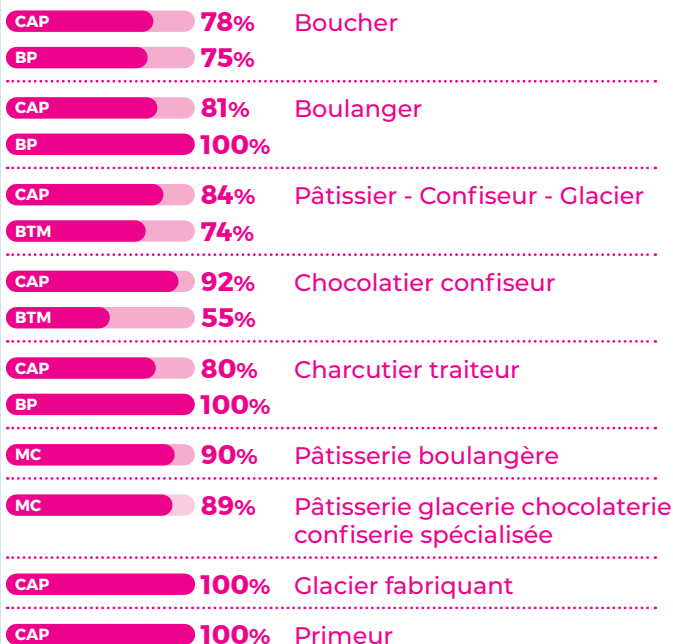 CAP 78% Boucher
BP 75%
CAP 81% Boulanger
BP 100%
CAP 84% Pâtissier - Confiseur - Glacier
BTM 74%
CAP 92% Chocolatier confiseur
BTM 55%
CAP 80% Charcutier traiteur
BP 100%
MC 90% Pâtisserie boulangère
MC 89% Pâtisserie glacerie chocolaterie
confiserie spécialisée
CAP 100% Glacier fabriquant
CAP 100% Primeur